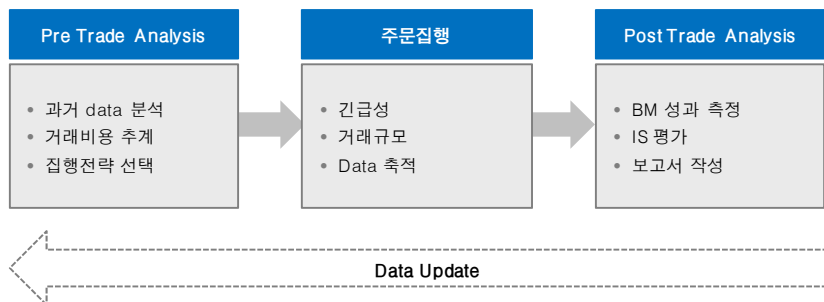 Pre Trade Analysis
• 과거 data 분석
• 거래비용 추계
• 집행전략 선택
주문집행
• 긴급성
• 거래규모
• Data 축적
Post Trade Analysis
• BM 성과 측정
• IS 평가
• 보고서 작성
Data Update